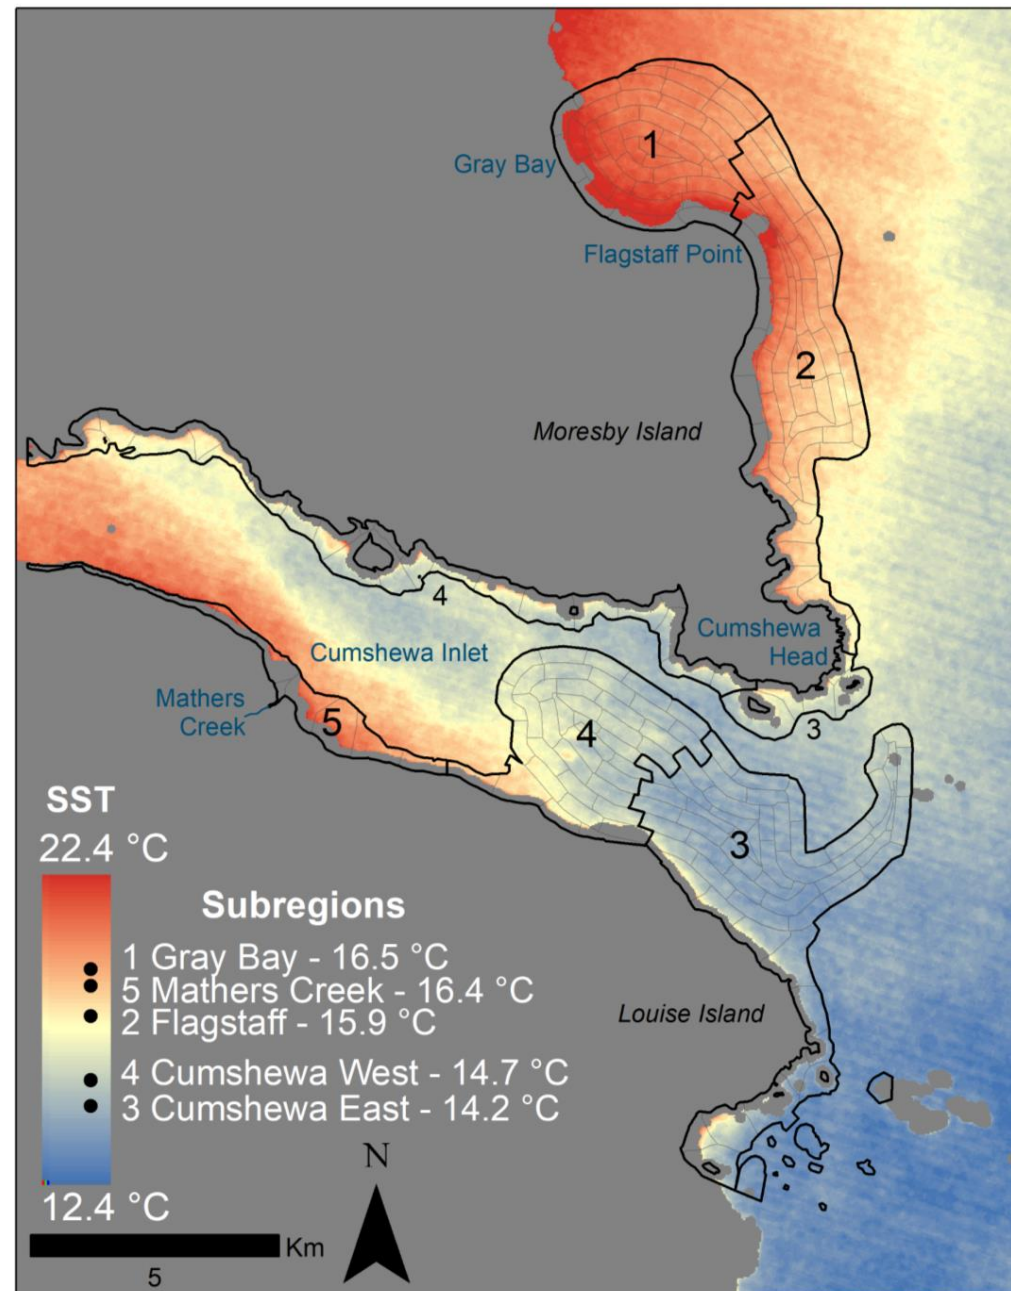 1
Gray Bay
Flagstaff Point
2
Moresby Island
4
Cumshewa Inlet
Cumshewa
Head
Mathers
Creek
5
4
3
3
SST
22.4 °C
Subregions
1 Gray Bay - 16.5 °C
5 Mathers Creek - 16.4 °C
2 Flagstaff - 15.9 °C
4 Cumshewa West - 14.7 °C
3 Cumshewa East - 14.2 °C
12.4 °C
Louise Island
N
Km
5